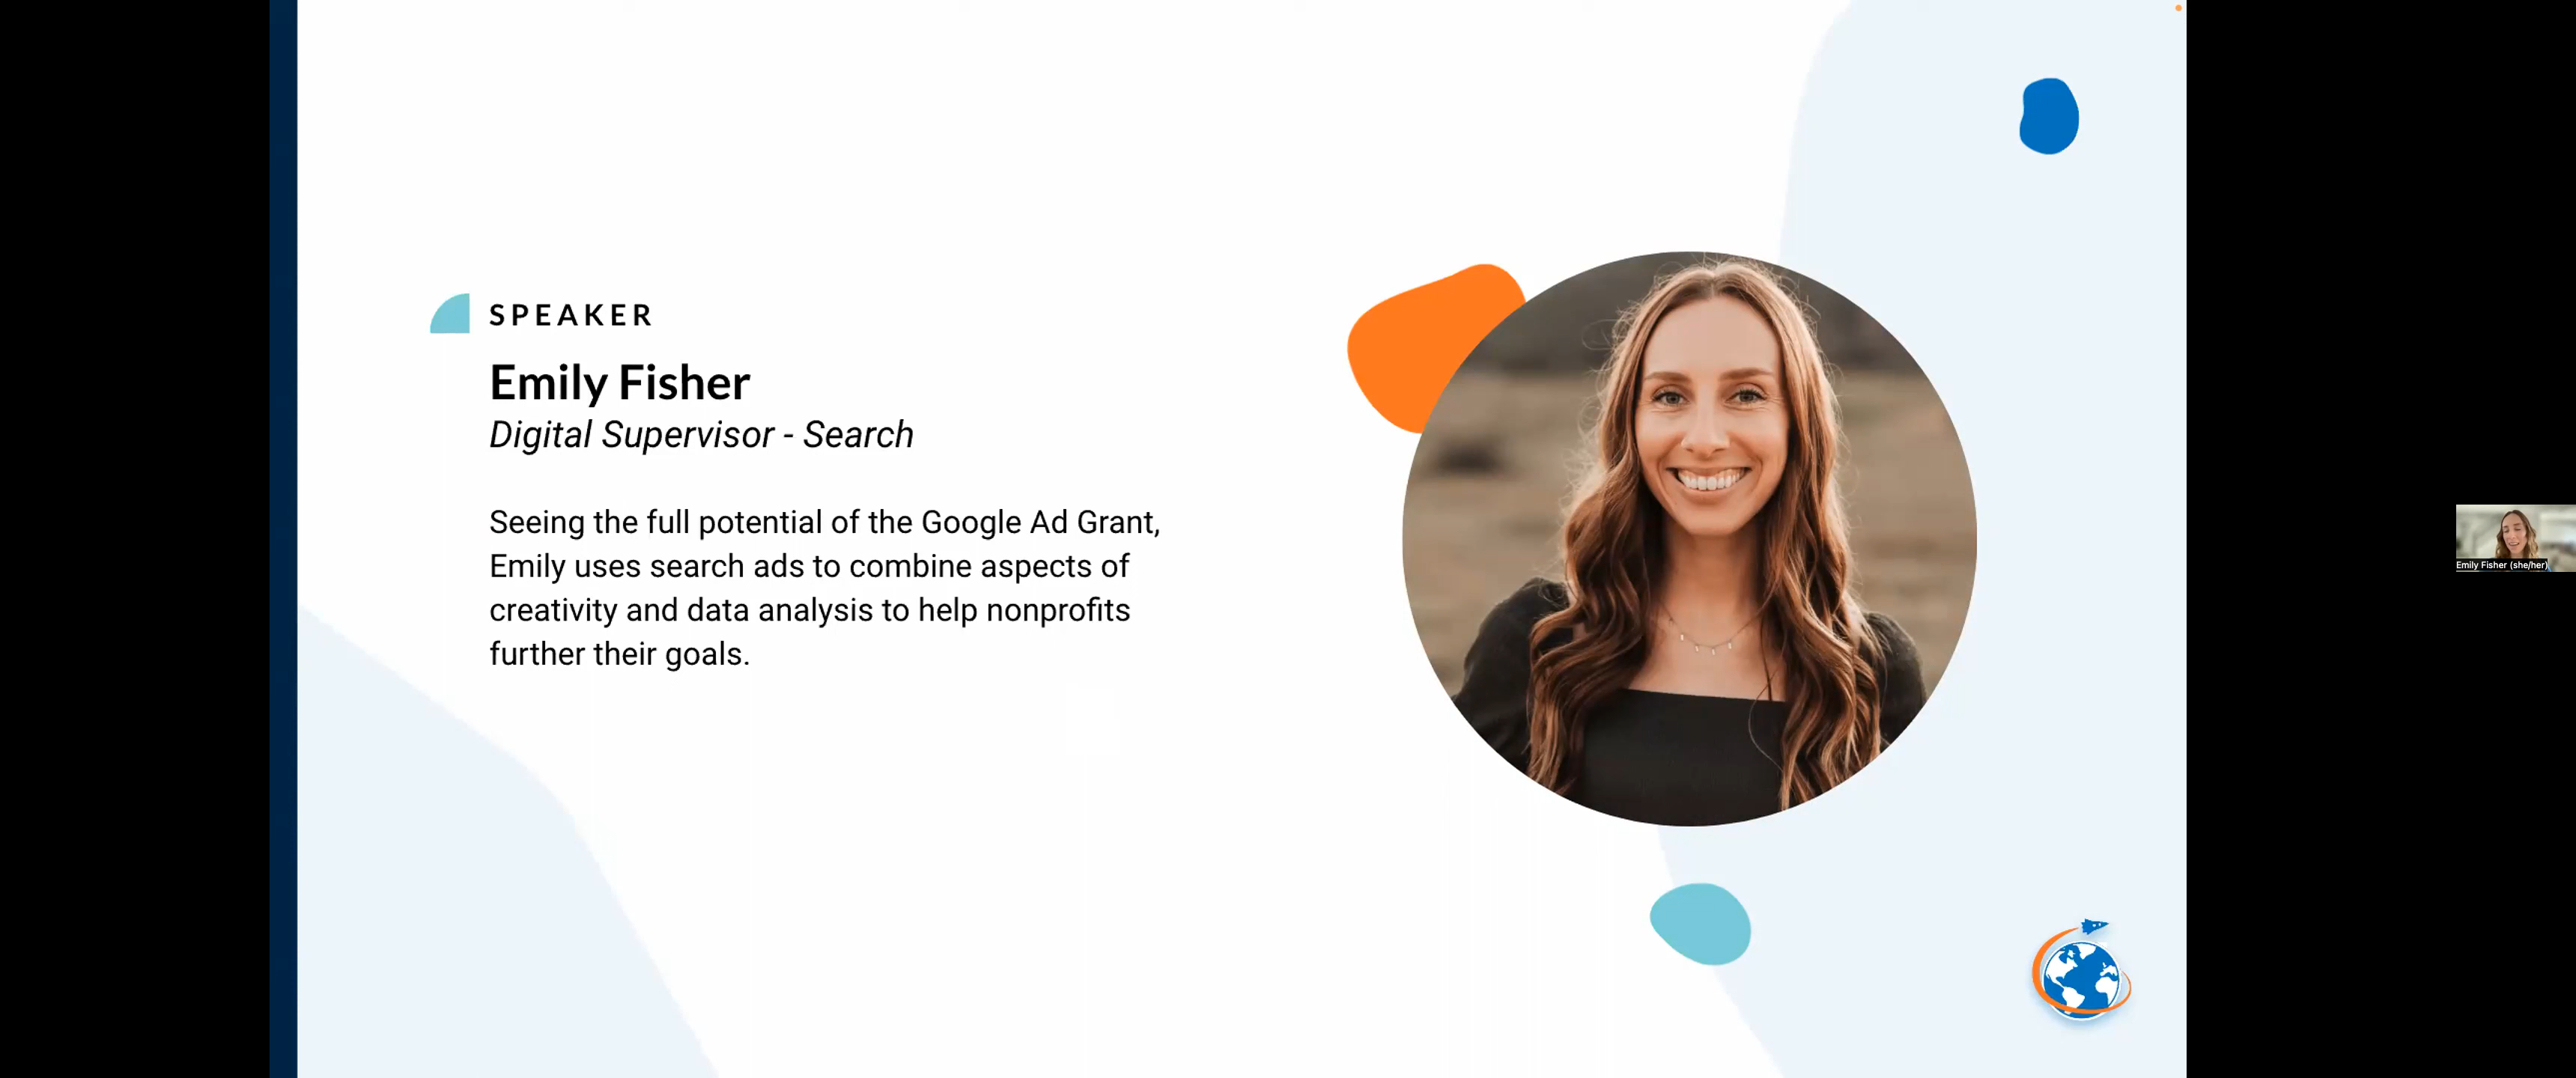 SPEAKER
Emily Fisher
Digital Supervisor - Search
Seeing the full potential of the Google Ad Grant,
Emily uses search ads to combine aspects of
creativity and data analysis to help nonprofits
further their goals.
Emily Fisher (she/her)